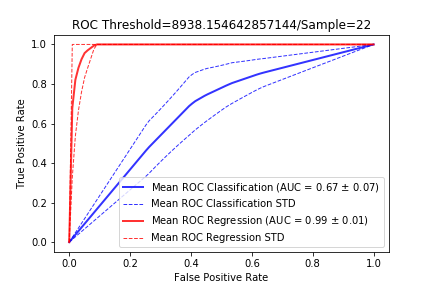 ROC Threshold=8938.154642857144/Sample=22
1.0
0.8
0.6
0.4
0.2
0.0
True Positive Rate
Mean ROC Classification (AUC = 0.67 ± 0.07)
Mean ROC Classification STD
Mean ROC Regression (AUC = 0.99 ± 0.01)
Mean ROC Regression STD
0.0 0.2 0.4 0.6 0.8 1.0
False Positive Rate